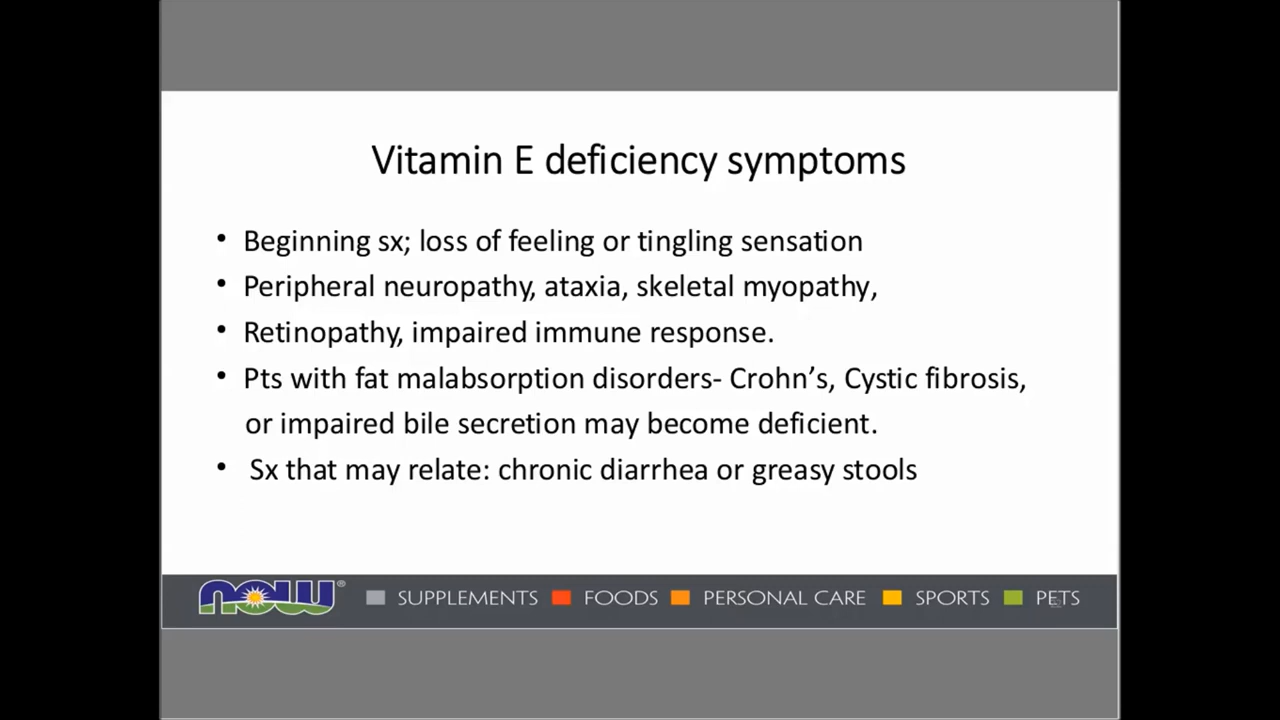 Vitamin E deficiency symptoms
• Beginning sx; loss of feeling or tingling sensation
• Peripheral neuropathy, ataxia, skeletal myopathy,
• Retinopathy, impaired immune response.
• Pts with fat malabsorption disorders- Crohn’s, Cystic fibrosis,
or impaired bile secretion may become deficient.
• Sx that may relate: chronic diarrhea or greasy stools
now® SUPPLEMENTS FOODS PERSONAL CARE SPORTS PETS